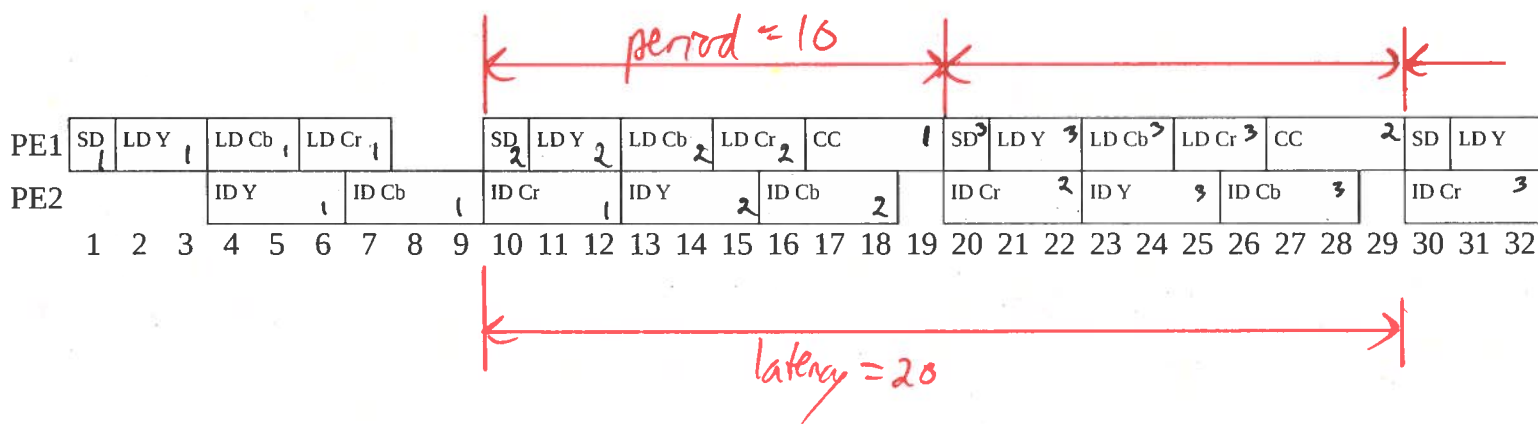 period = 10
PE1 SD 1 LD Y 1 LD Cb 1 LD Cr 1 SD 2 LD Y 2 LD Cb 2 LD Cr 2 CC 1 SD 3 LD Y 3 LD Cb 3 LD Cr 3 CC 2 SD LD Y
PE2 ID Y 1 ID Cb 1 ID Cr 1 ID Y 2 ID Cb 2 ID Cr 2 ID Y 3 ID Cb 3 ID Cr 3
1 2 3 4 5 6 7 8 9 10 11 12 13 14 15 16 17 18 19 20 21 22 23 24 25 26 27 28 29 30 31 32
latency = 20